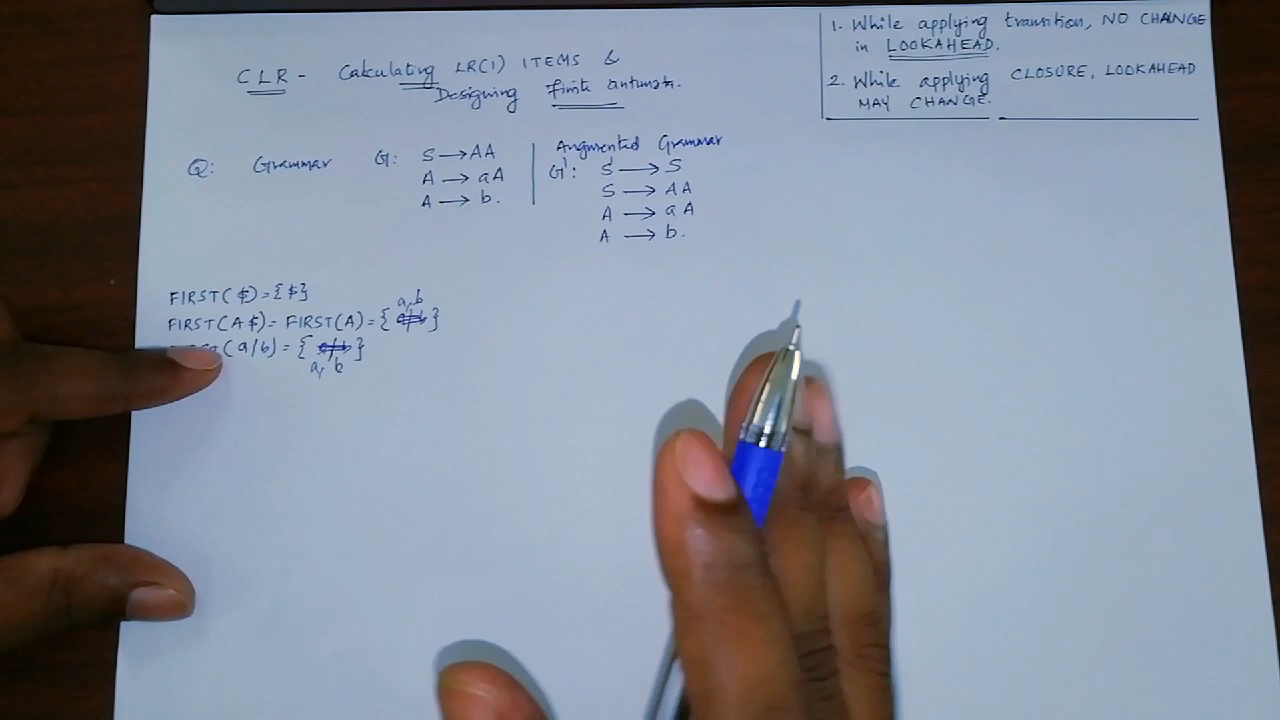 CLR - Calculating LR(1) ITEMS &
Designing finite automata.
1. While applying transition, NO CHANGE
in LOOKAHEAD.
2. While applying CLOSURE, LOOKAHEAD
MAY CHANGE.
Q: Grammar G: S → AA
A → aA
A → b.
Augmented Grammar
G': S' → S
S → AA
A → aA
A → b.
FIRST($) = {$}
FIRST(A$) = FIRST(A) = {a,b}
(a/b) = {a, b}